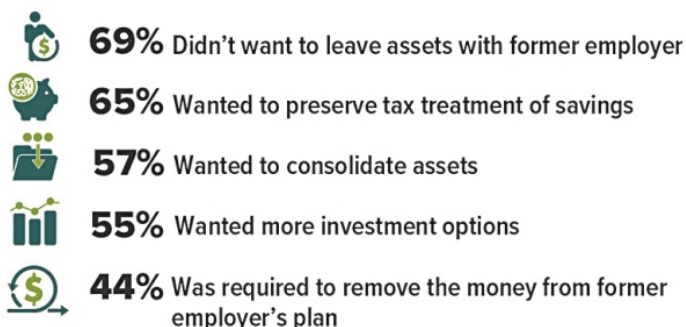 69% Didn't want to leave assets with former employer
65% Wanted to preserve tax treatment of savings
57% Wanted to consolidate assets
55% Wanted more investment options
44% Was required to remove the money from former
employer's plan